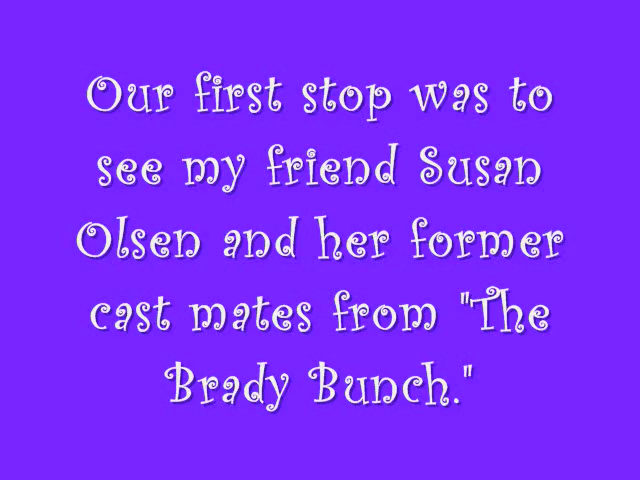 Our first stop was to
see my friend Susan
Olsen and her former
cast mates from "The
Brady Bunch."